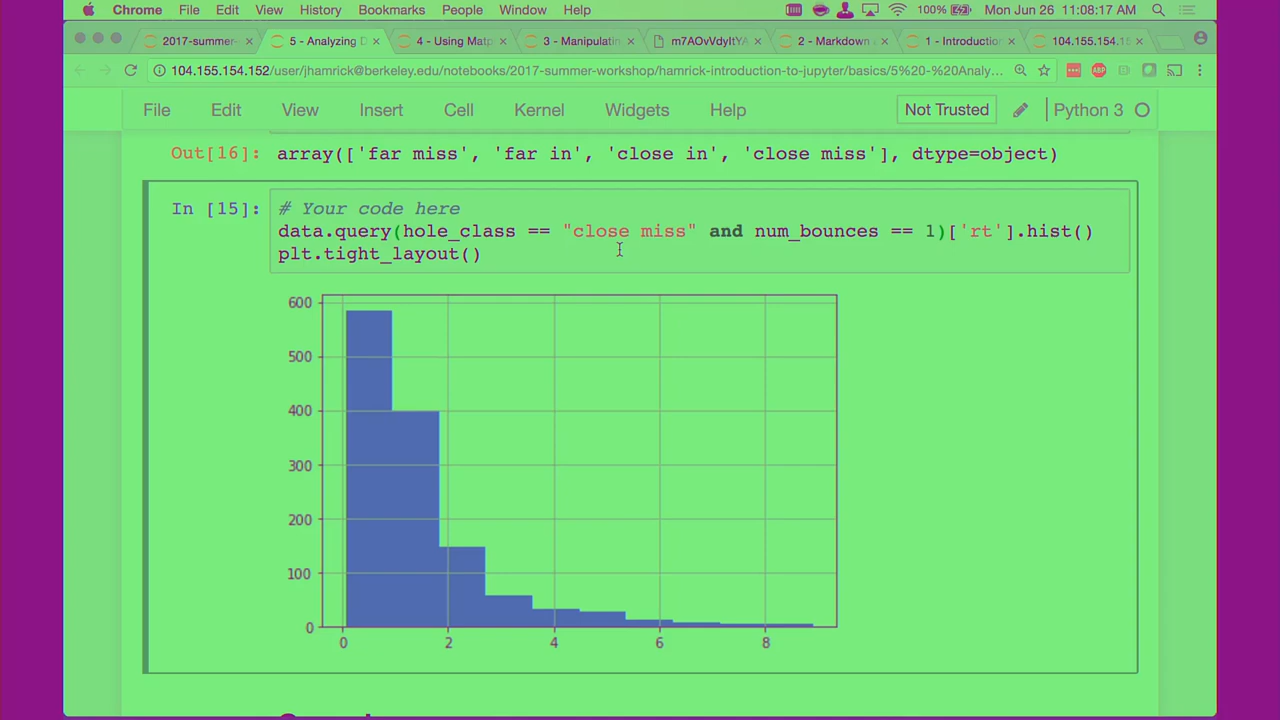 Chrome File Edit View History Bookmarks People Window Help 100% Mon Jun 26 11:08:17 AM
2017-summer- 5 - Analyzing D 4 - Using Matp 3 - Manipulatin m7AOvVdyItYA 2 - Markdown 1 - Introduction 104.155.154.15
104.155.154.152/user/jhamrick@berkeley.edu/notebooks/2017-summer-workshop/hamrick-introduction-to-jupyter/basics/5%20-%20Analy...
File Edit View Insert Cell Kernel Widgets Help Not Trusted Python 3
Out[16]: array(['far miss', 'far in', 'close in', 'close miss'], dtype=object)
In [15]: # Your code here
data.query(hole_class == "close miss" and num_bounces == 1)['rt'].hist()
plt.tight_layout()
600
500
400
300
200
100
0
0 2 4 6 8